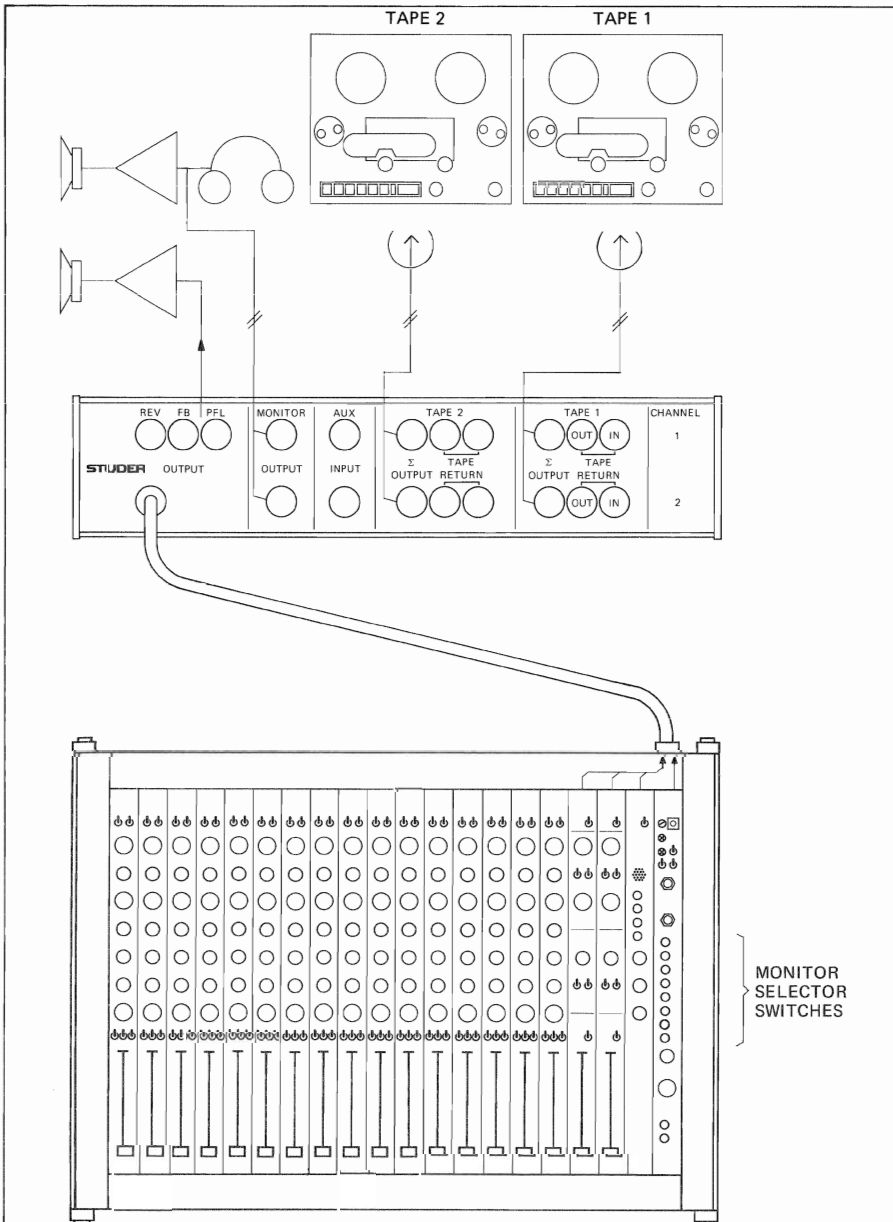 TAPE 2 TAPE 1
REV FB PFL MONITOR AUX TAPE 2 TAPE 1 CHANNEL
OUT IN 1
STUDER OUTPUT OUTPUT INPUT Σ OUTPUT TAPE RETURN Σ OUTPUT TAPE RETURN
OUT IN 2
MONITOR
SELECTOR
SWITCHES